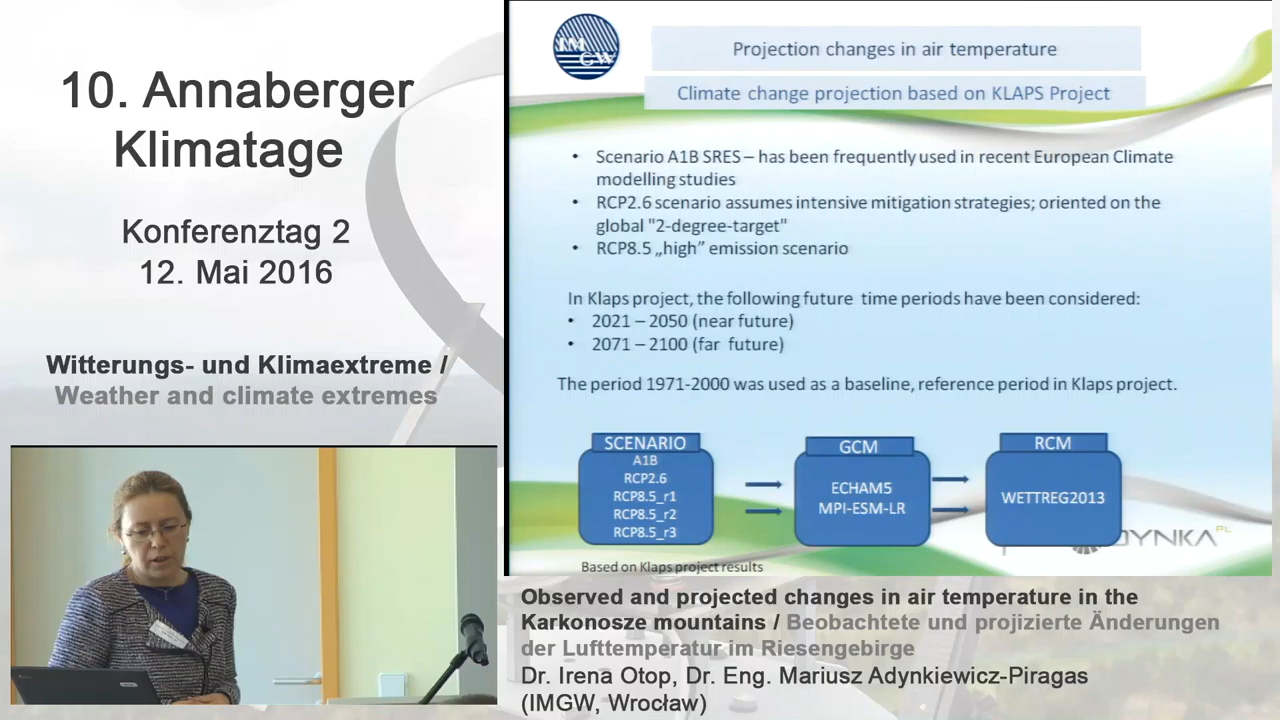 10. Annaberger
Klimatage
Konferenztag 2
12. Mai 2016
Witterungs- und Klimaextreme /
Weather and climate extremes
IM
GW
Projection changes in air temperature
Climate change projection based on KLAPS Project
• Scenario A1B SRES – has been frequently used in recent European Climate
modelling studies
• RCP2.6 scenario assumes intensive mitigation strategies; oriented on the
global "2-degree-target"
• RCP8.5 „high” emission scenario
In Klaps project, the following future time periods have been considered:
• 2021 – 2050 (near future)
• 2071 – 2100 (far future)
The period 1971-2000 was used as a baseline, reference period in Klaps project.
SCENARIO
A1B
RCP2.6
RCP8.5_r1
RCP8.5_r2
RCP8.5_r3
GCM
ECHAM5
MPI-ESM-LR
RCM
WETTREG2013
Based on Klaps project results
Observed and projected changes in air temperature in the
Karkonosze mountains / Beobachtete und projizierte Änderungen
der Lufttemperatur im Riesengebirge
Dr. Irena Otop, Dr. Eng. Mariusz Adynkiewicz-Piragas
(IMGW, Wrocław)